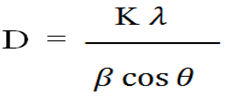 D = K λ / β cos θ